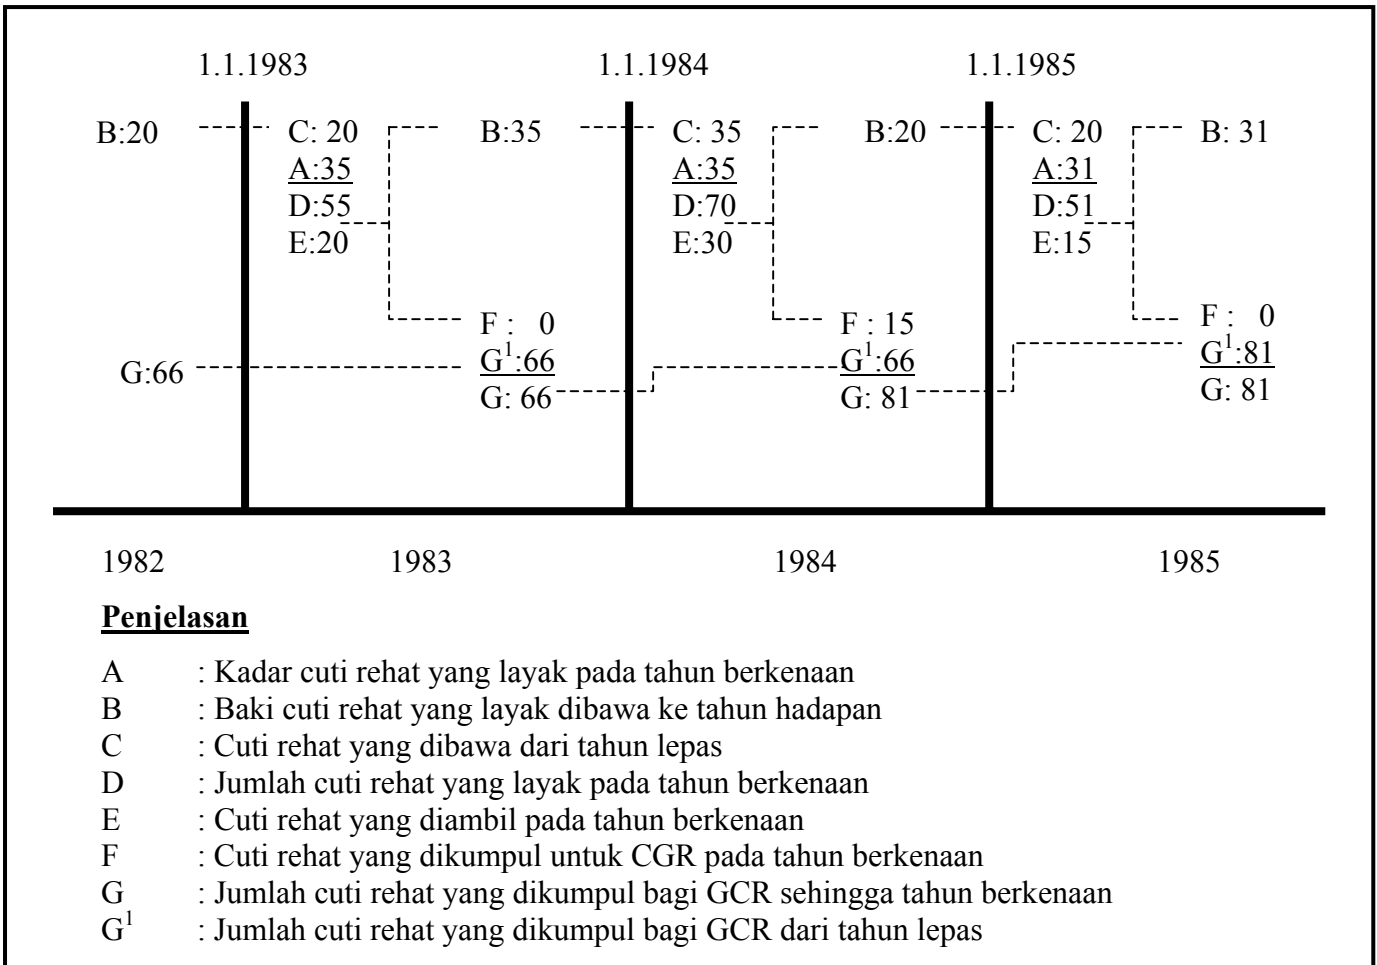 1.1.1983 1.1.1984 1.1.1985
B:20 C: 20 B:35 C: 35 B:20 C: 20 B: 31
A:35 A:35 A:31
D:55 D:70 D:51
E:20 E:30 E:15
F : 0 F : 15 F : 0
G:66 G¹:66 G¹:66 G¹:81
G: 66 G: 81 G: 81
1982 1983 1984 1985
Penjelasan
A : Kadar cuti rehat yang layak pada tahun berkenaan
B : Baki cuti rehat yang layak dibawa ke tahun hadapan
C : Cuti rehat yang dibawa dari tahun lepas
D : Jumlah cuti rehat yang layak pada tahun berkenaan
E : Cuti rehat yang diambil pada tahun berkenaan
F : Cuti rehat yang dikumpul untuk CGR pada tahun berkenaan
G : Jumlah cuti rehat yang dikumpul bagi GCR sehingga tahun berkenaan
G¹ : Jumlah cuti rehat yang dikumpul bagi GCR dari tahun lepas